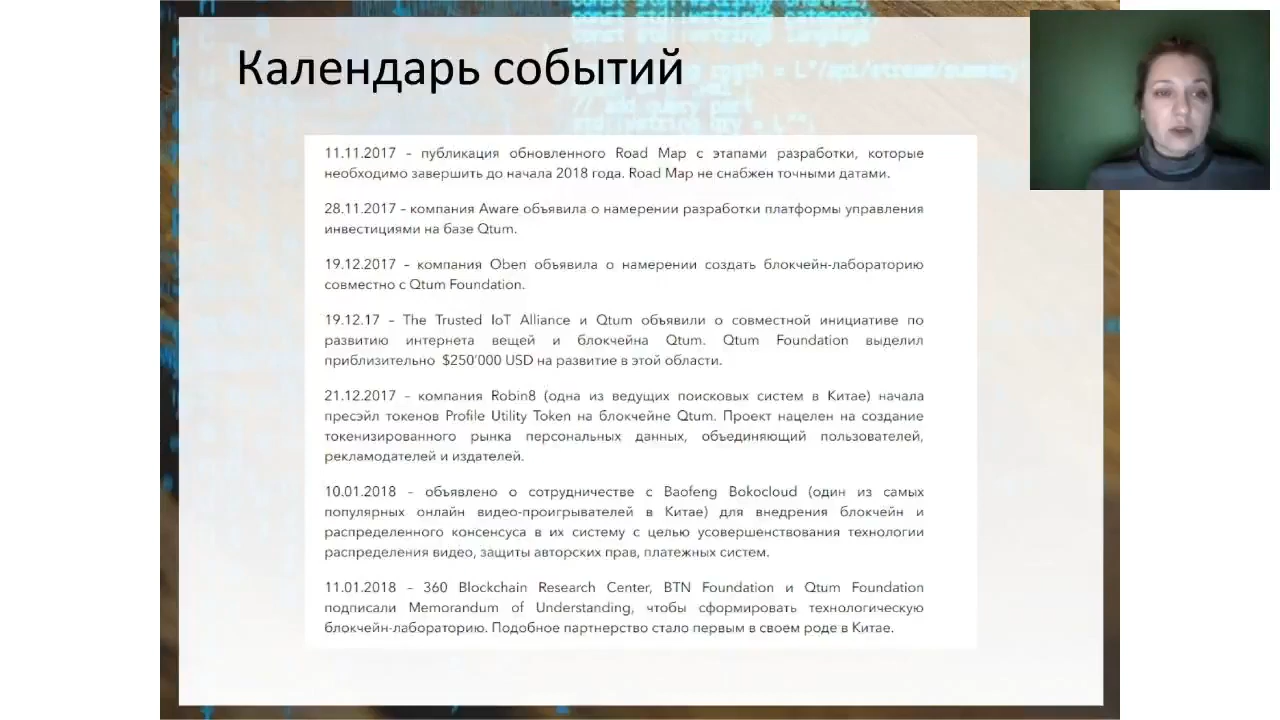 const std::wstring category,
const std::wstring& language
Календарь событий
11.11.2017 – публикация обновленного Road Map с этапами разработки, которые
необходимо завершить до начала 2018 года. Road Map не снабжен точными датами.
28.11.2017 – компания Aware объявила о намерении разработки платформы управления
инвестициями на базе Qtum.
19.12.2017 – компания Oben объявила о намерении создать блокчейн-лабораторию
совместно с Qtum Foundation.
19.12.17 – The Trusted IoT Alliance и Qtum объявили о совместной инициативе по
развитию интернета вещей и блокчейна Qtum. Qtum Foundation выделил
приблизительно $250'000 USD на развитие в этой области.
21.12.2017 – компания Robin8 (одна из ведущих поисковых систем в Китае) начала
пресэйл токенов Profile Utility Token на блокчейне Qtum. Проект нацелен на создание
токенизированного рынка персональных данных, объединяющий пользователей,
рекламодателей и издателей.
10.01.2018 – объявлено о сотрудничестве с Baofeng Bokocloud (один из самых
популярных онлайн видео-проигрывателей в Китае) для внедрения блокчейн и
распределенного консенсуса в их систему с целью усовершенствования технологии
распределения видео, защиты авторских прав, платежных систем.
11.01.2018 – 360 Blockchain Research Center, BTN Foundation и Qtum Foundation
подписали Memorandum of Understanding, чтобы сформировать технологическую
блокчейн-лабораторию. Подобное партнерство стало первым в своем роде в Китае.